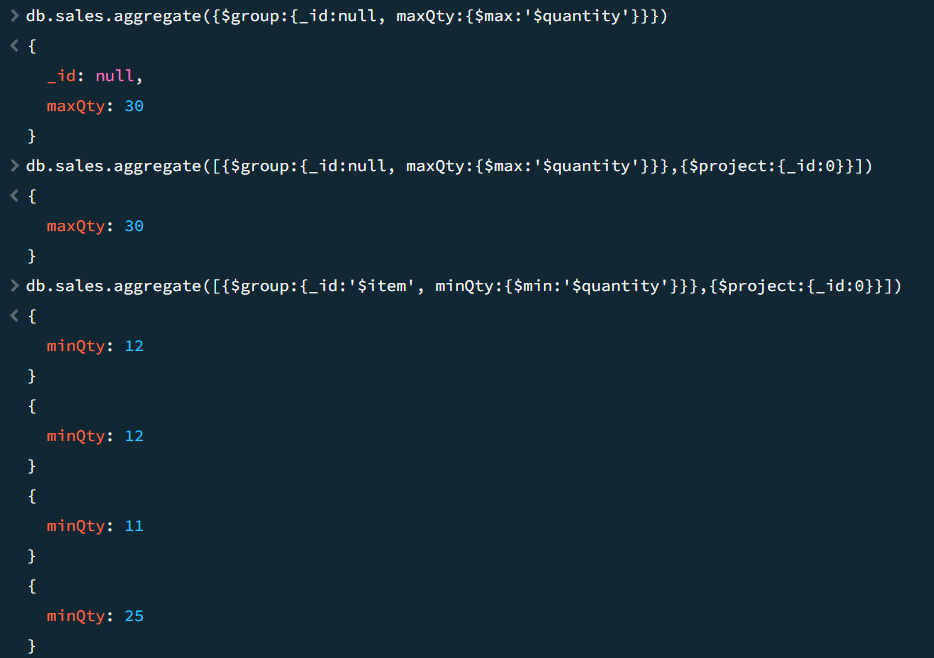 > db.sales.aggregate({$group:{_id:null, maxQty:{$max:'$quantity'}}})
< {
_id: null,
maxQty: 30
}
> db.sales.aggregate([{$group:{_id:null, maxQty:{$max:'$quantity'}}},{$project:{_id:0}}])
< {
maxQty: 30
}
> db.sales.aggregate([{$group:{_id:'$item', minQty:{$min:'$quantity'}}},{$project:{_id:0}}])
< {
minQty: 12
}
{
minQty: 12
}
{
minQty: 11
}
{
minQty: 25
}